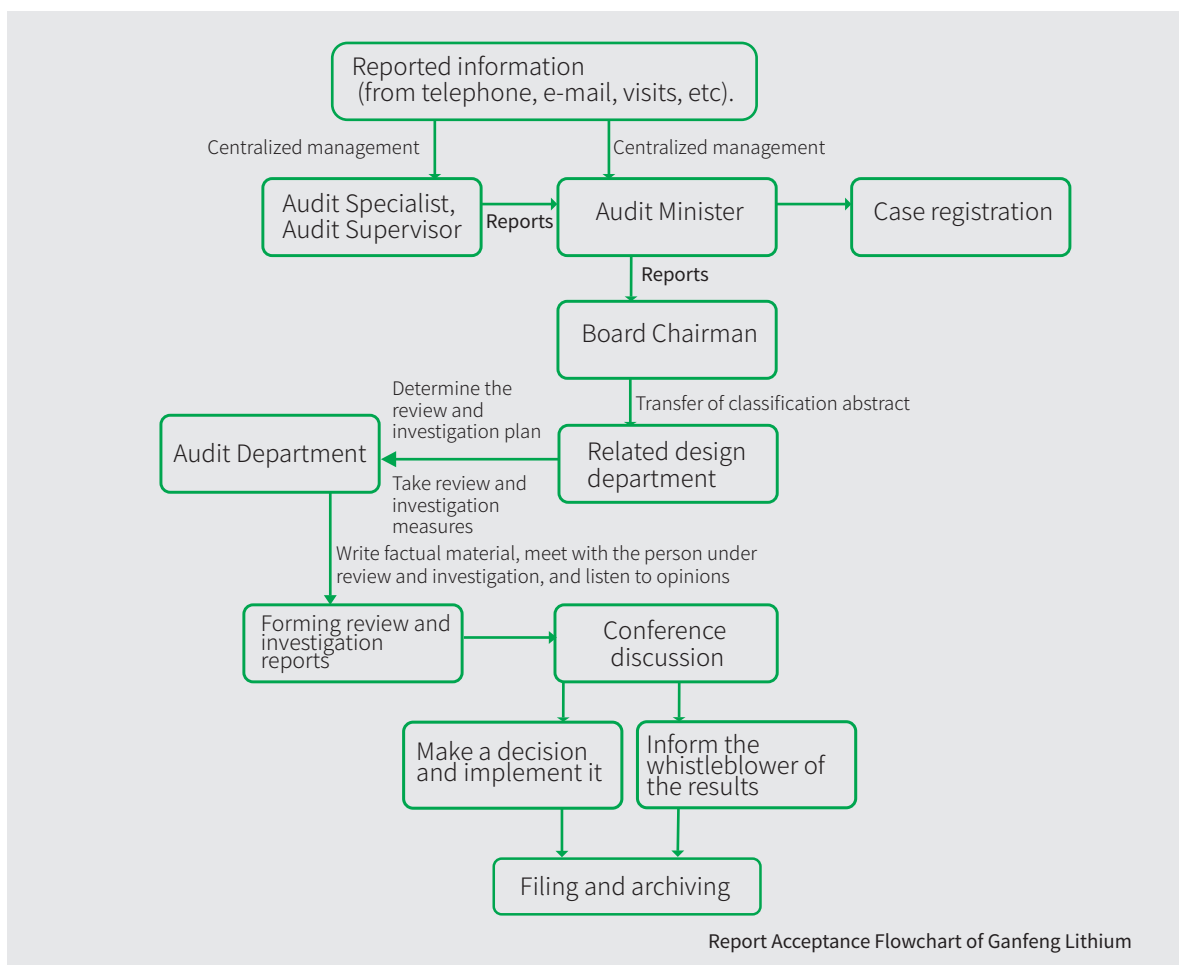 Reported information
(from telephone, e-mail, visits, etc).
Centralized management
Centralized management
Audit Specialist,
Audit Supervisor
Reports
Audit Minister
Case registration
Reports
Board Chairman
Transfer of classification abstract
Determine the
review and
investigation plan
Related design
department
Audit Department
Take review and
investigation
measures
Write factual material, meet with the person under
review and investigation, and listen to opinions
Forming review and
investigation
reports
Conference
discussion
Make a decision
and implement it
Inform the
whistleblower of
the results
Filing and archiving
Report Acceptance Flowchart of Ganfeng Lithium